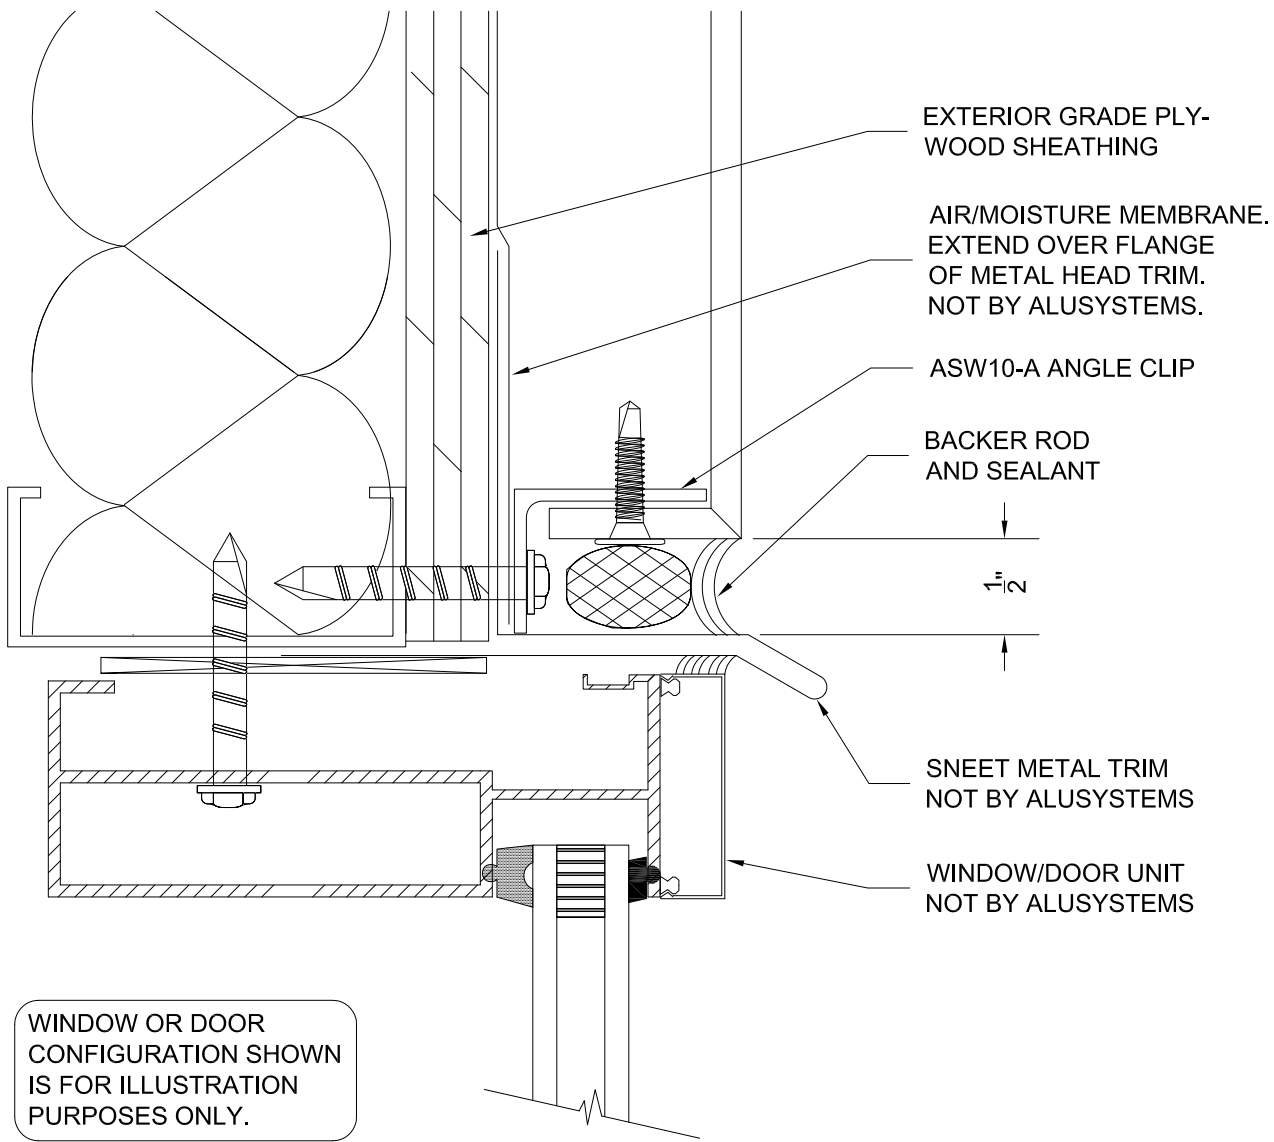 EXTERIOR GRADE PLY-
WOOD SHEATHING
AIR/MOISTURE MEMBRANE.
EXTEND OVER FLANGE
OF METAL HEAD TRIM.
NOT BY ALUSYSTEMS.
ASW10-A ANGLE CLIP
BACKER ROD
AND SEALANT
1/2"
SNEET METAL TRIM
NOT BY ALUSYSTEMS
WINDOW/DOOR UNIT
NOT BY ALUSYSTEMS
WINDOW OR DOOR
CONFIGURATION SHOWN
IS FOR ILLUSTRATION
PURPOSES ONLY.